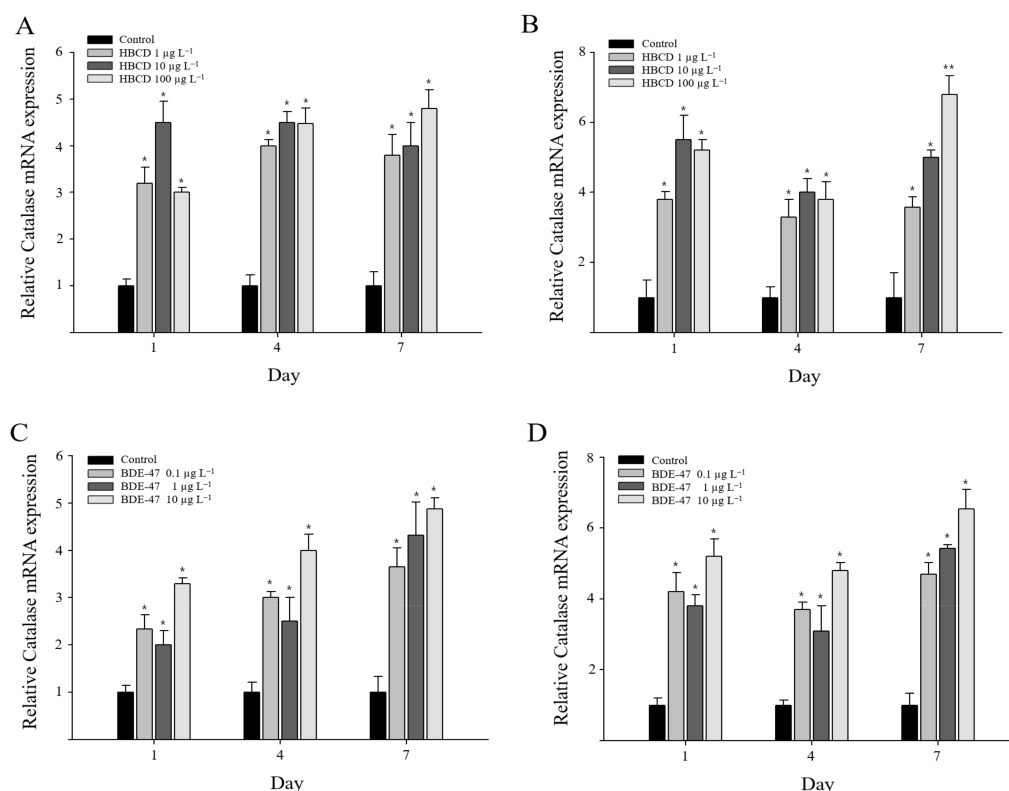 A
Control
HBCD 1 µg L⁻¹
HBCD 10 µg L⁻¹
HBCD 100 µg L⁻¹
Relative Catalase mRNA expression
6
5
4
3
2
1
* * * * * * * * *
1 4 7
Day
B
Control
HBCD 1 µg L⁻¹
HBCD 10 µg L⁻¹
HBCD 100 µg L⁻¹
Relative Catalase mRNA expression
8
6
4
2
* * * * * * * * **
1 4 7
Day
C
Control
BDE-47 0.1 µg L⁻¹
BDE-47 1 µg L⁻¹
BDE-47 10 µg L⁻¹
Relative Catalase mRNA expression
6
5
4
3
2
1
* * * * * * * * *
1 4 7
Day
D
Control
BDE-47 0.1 µg L⁻¹
BDE-47 1 µg L⁻¹
BDE-47 10 µg L⁻¹
Relative Catalase mRNA expression
8
6
4
2
* * * * * * * * *
1 4 7
Day